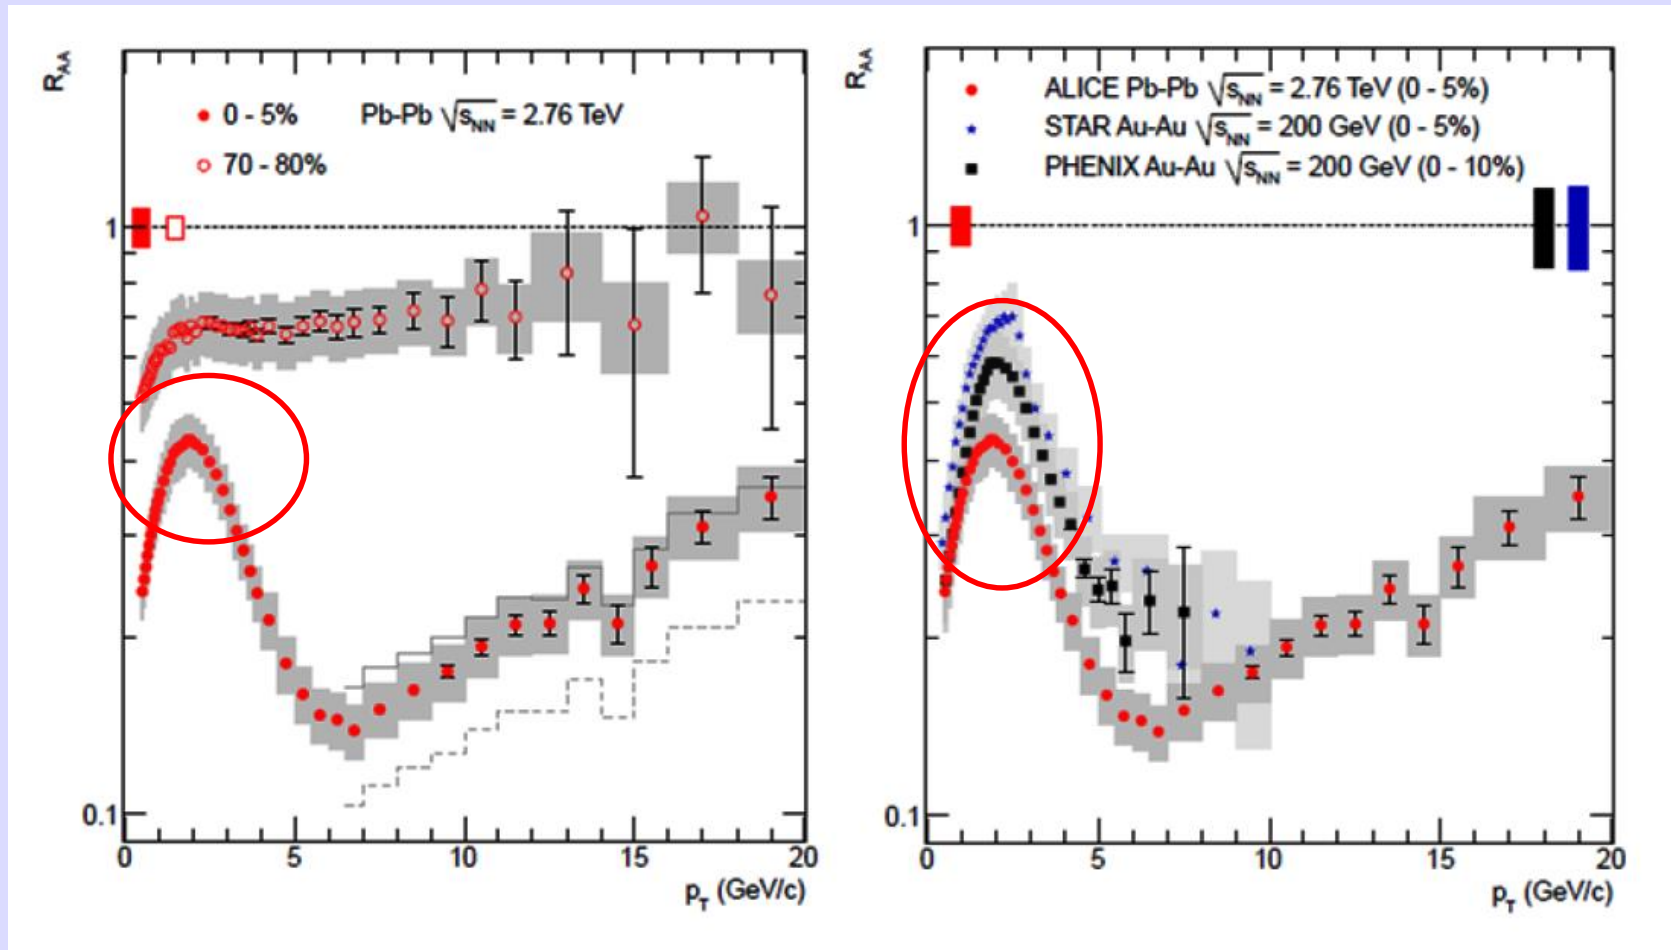 R_AA
0 - 5% Pb-Pb √s_NN = 2.76 TeV
70 - 80%
1
0.1
0 5 10 15 20
p_T (GeV/c)
R_AA
ALICE Pb-Pb √s_NN = 2.76 TeV (0 - 5%)
STAR Au-Au √s_NN = 200 GeV (0 - 5%)
PHENIX Au-Au √s_NN = 200 GeV (0 - 10%)
1
0.1
0 5 10 15 20
p_T (GeV/c)